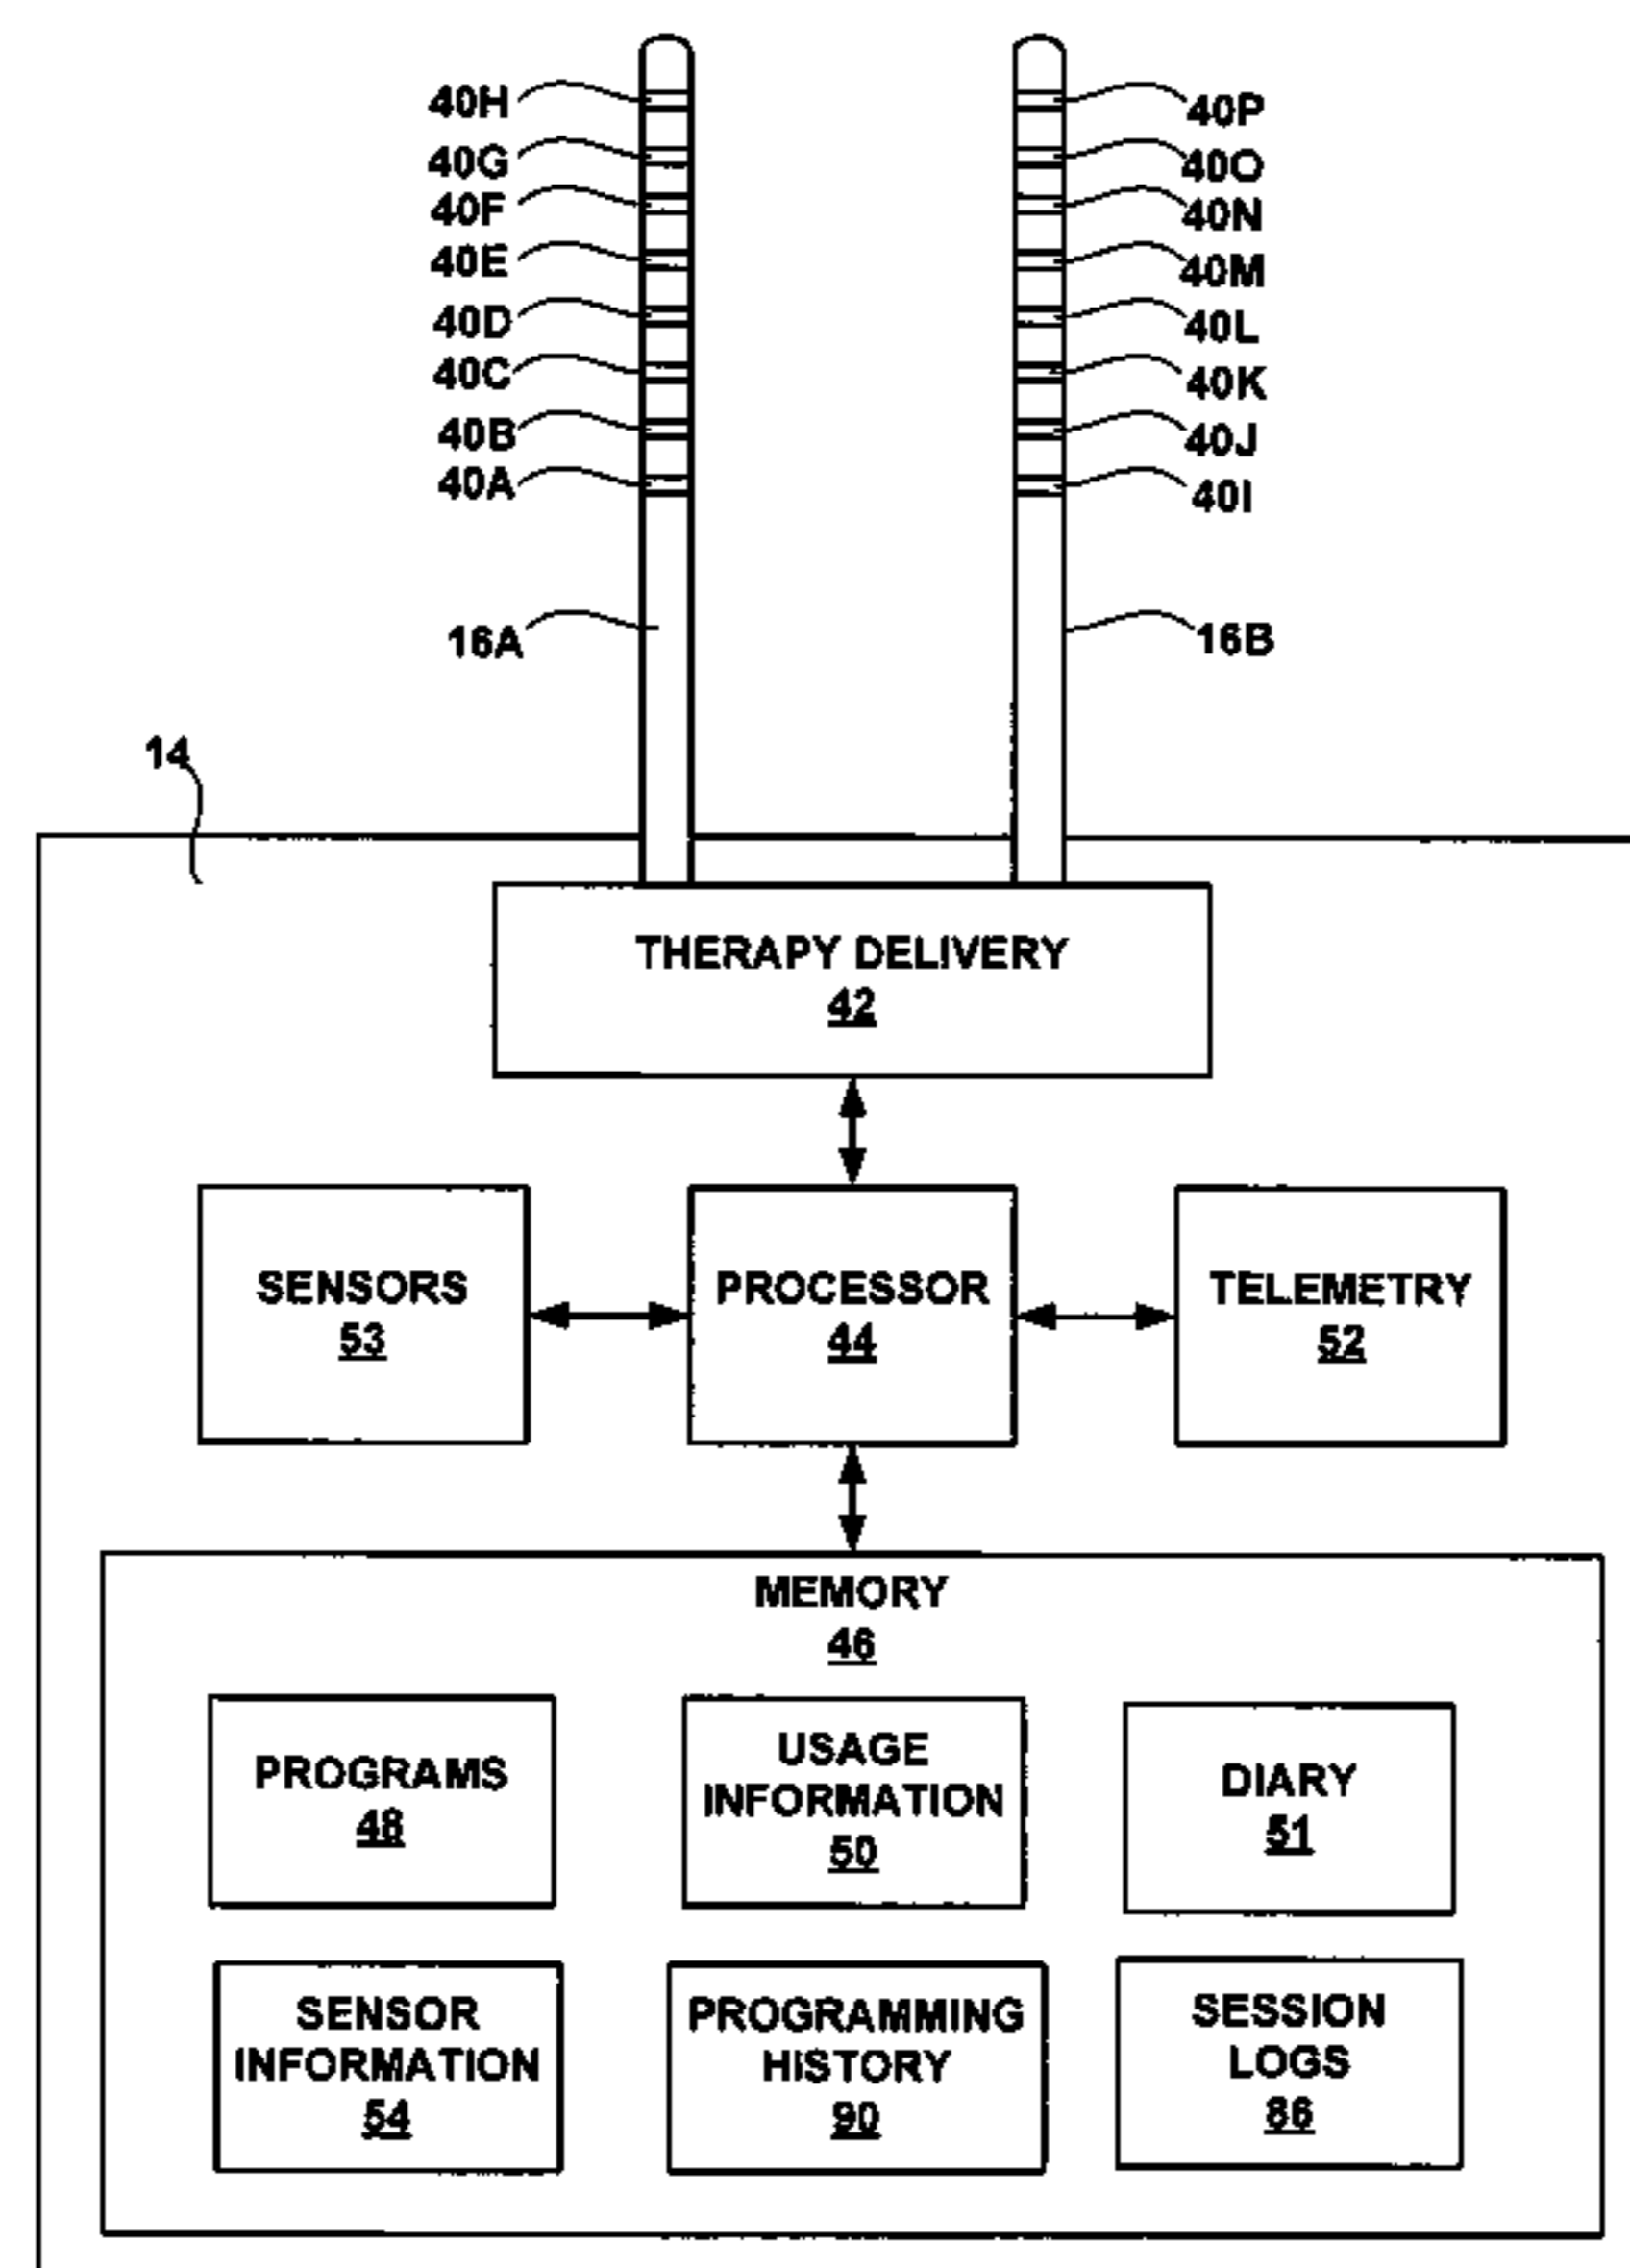 40H
40G
40F
40E
40D
40C
40B
40A
40P
40O
40N
40M
40L
40K
40J
40I
16A
16B
14
THERAPY DELIVERY
42
SENSORS
53
PROCESSOR
44
TELEMETRY
52
MEMORY
46
PROGRAMS
48
USAGE
INFORMATION
50
DIARY
51
SENSOR
INFORMATION
54
PROGRAMMING
HISTORY
90
SESSION
LOGS
86